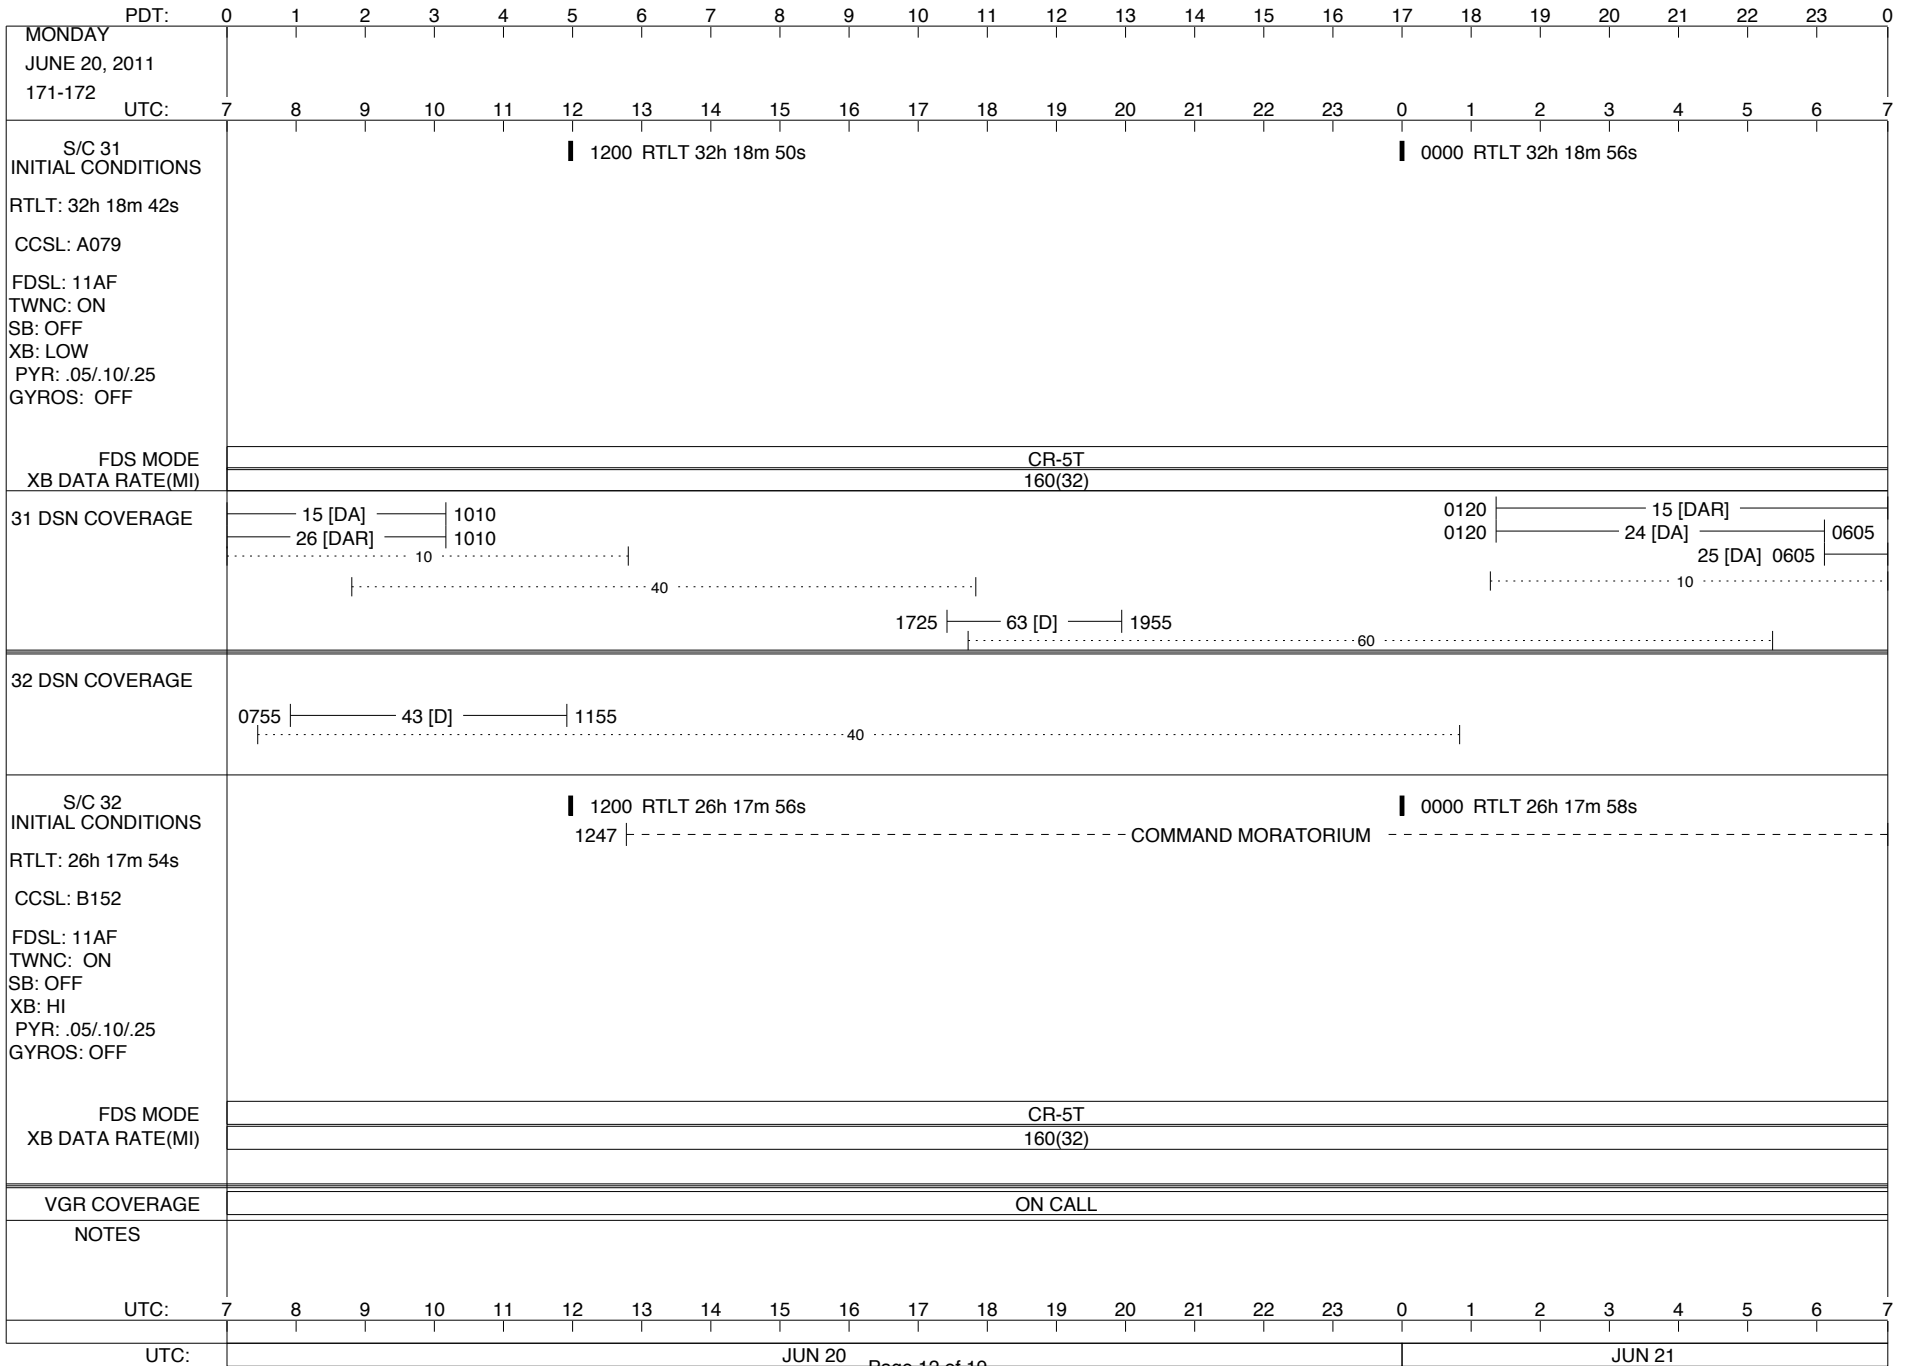 PDT: 0 1 2 3 4 5 6 7 8 9 10 11 12 13 14 15 16 17 18 19 20 21 22 23 0
MONDAY
JUNE 20, 2011
171-172
UTC: 7 8 9 10 11 12 13 14 15 16 17 18 19 20 21 22 23 0 1 2 3 4 5 6 7
S/C 31
INITIAL CONDITIONS
1200 RTLT 32h 18m 50s
0000 RTLT 32h 18m 56s
RTLT: 32h 18m 42s
CCSL: A079
FDSL: 11AF
TWNC: ON
SB: OFF
XB: LOW
PYR: .05/.10/.25
GYROS: OFF
FDS MODE CR-5T
XB DATA RATE(MI) 160(32)
31 DSN COVERAGE
15 [DA] 1010
26 [DAR] 1010
10
40
1725 63 [D] 1955
60
0120 15 [DAR]
0120 24 [DA] 0605
25 [DA] 0605
10
32 DSN COVERAGE
0755 43 [D] 1155
40
S/C 32
INITIAL CONDITIONS
1200 RTLT 26h 17m 56s
0000 RTLT 26h 17m 58s
1247 COMMAND MORATORIUM
RTLT: 26h 17m 54s
CCSL: B152
FDSL: 11AF
TWNC: ON
SB: OFF
XB: HI
PYR: .05/.10/.25
GYROS: OFF
FDS MODE CR-5T
XB DATA RATE(MI) 160(32)
VGR COVERAGE ON CALL
NOTES
UTC: 7 8 9 10 11 12 13 14 15 16 17 18 19 20 21 22 23 0 1 2 3 4 5 6 7
UTC: JUN 20 JUN 21